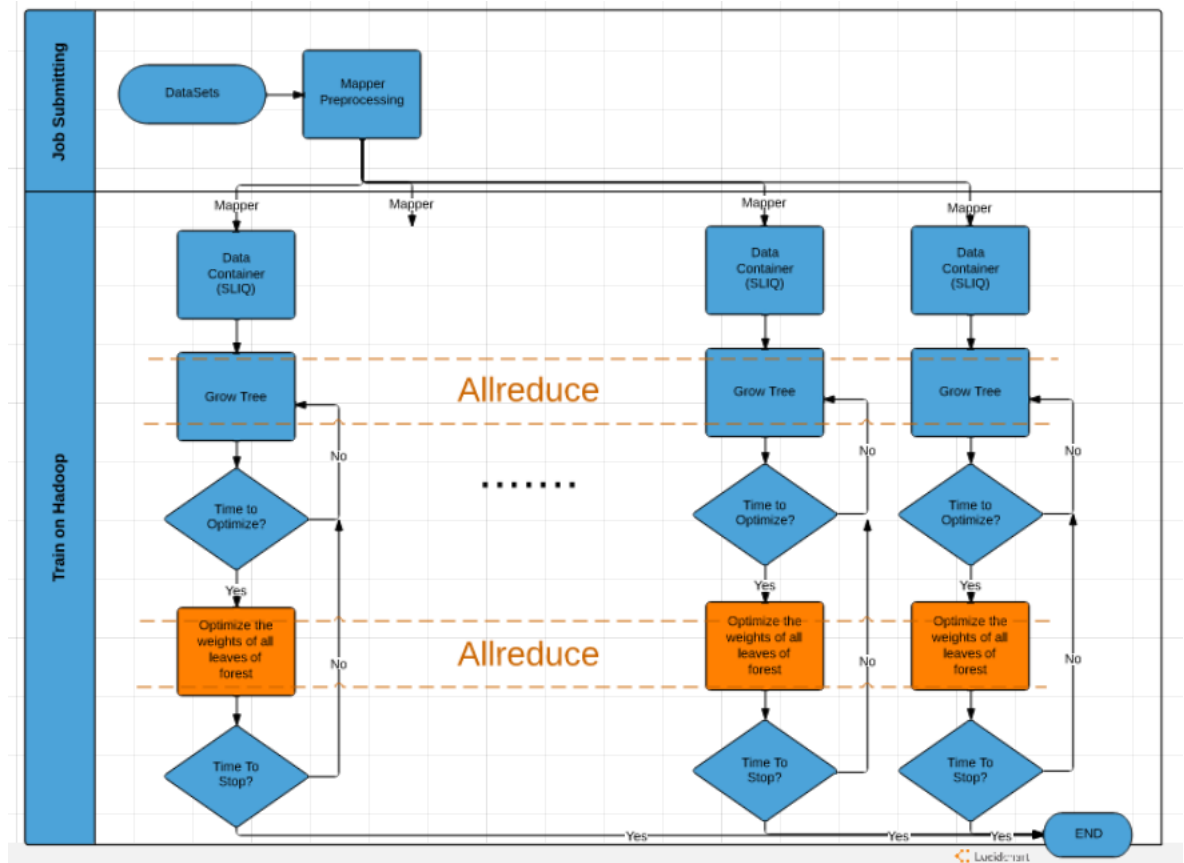 Job Submitting
DataSets
Mapper
Preprocessing
Train on Hadoop
Mapper
Mapper
Mapper
Mapper
Data
Container
(SLIQ)
Data
Container
(SLIQ)
Data
Container
(SLIQ)
Grow Tree
Allreduce
Grow Tree
Grow Tree
No
No
No
Time to
Optimize?
.......
Time to
Optimize?
Time to
Optimize?
Yes
Yes
Yes
Optimize the
weights of all
leaves of
forest
Allreduce
Optimize the
weights of all
leaves of
forest
Optimize the
weights of all
leaves of
forest
No
No
No
Time To
Stop?
Time To
Stop?
Time To
Stop?
Yes
Yes
Yes
END
Lucidchart